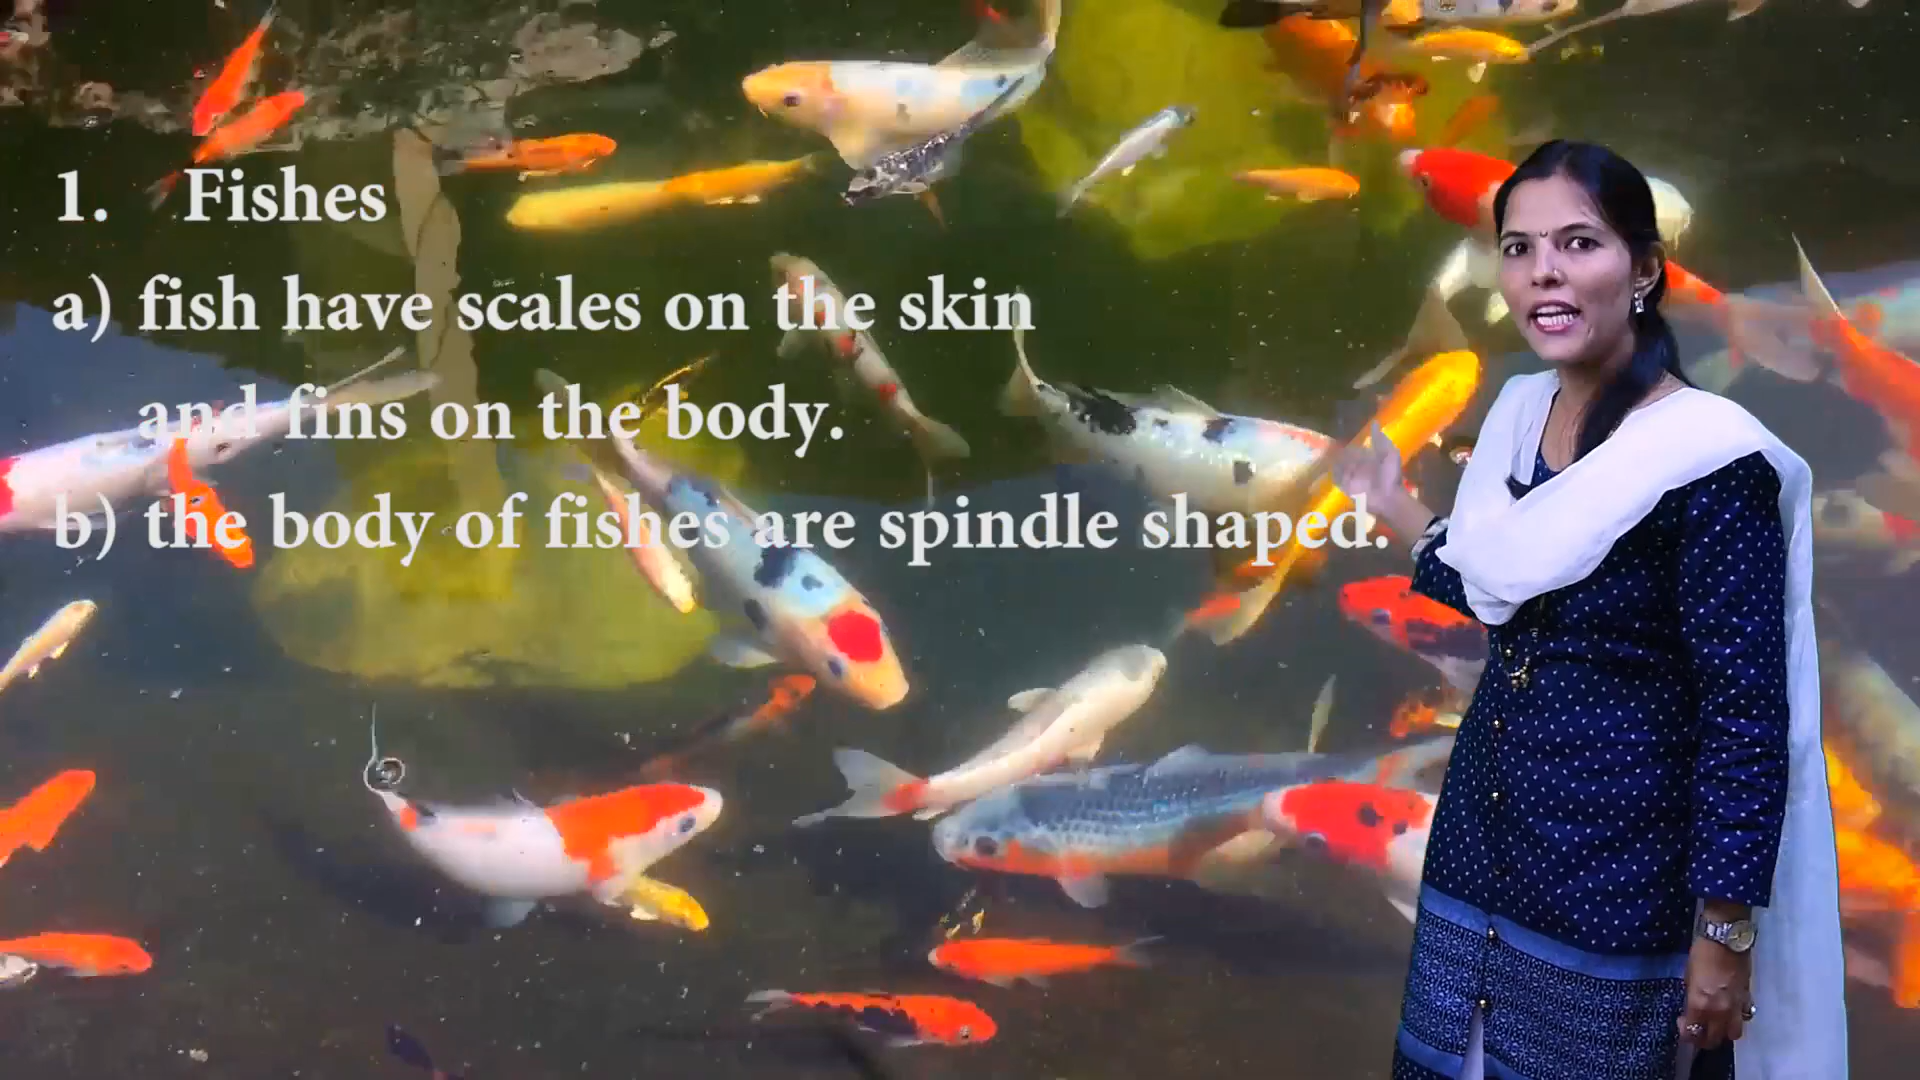 1. Fishes
a) fish have scales on the skin
and fins on the body.
b) the body of fishes are spindle shaped.